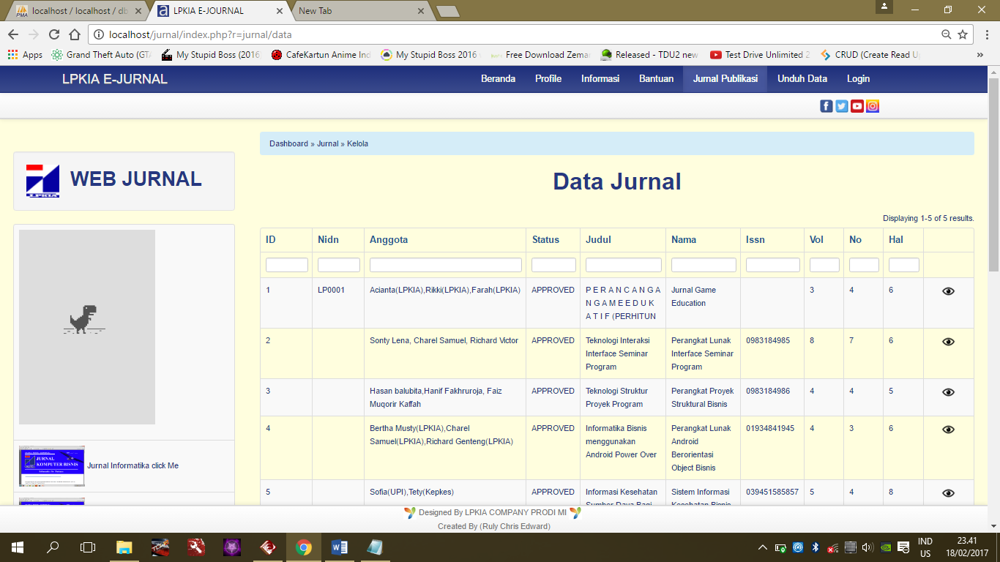 localhost / localhost / db
LPKIA E-JOURNAL
New Tab
localhost/jurnal/index.php?r=jurnal/data
Apps
Grand Theft Auto (GTA
My Stupid Boss (2016)
CafeKartun Anime Ind
My Stupid Boss 2016
Free Download Zemax
Released - TDU2 new
Test Drive Unlimited 2
CRUD (Create Read U
LPKIA E-JURNAL
Beranda Profile Informasi Bantuan Jurnal Publikasi Unduh Data Login
Dashboard » Jurnal » Kelola
LPKIA
WEB JURNAL
Data Jurnal
Displaying 1-5 of 5 results.
ID Nidn Anggota Status Judul Nama Issn Vol No Hal
1 LP0001 Acianta(LPKIA),Rikki(LPKIA),Farah(LPKIA) APPROVED P E R A N C A N G A Jurnal Game 3 4 6
N G A M E E D U K Education
A T I F (PERHITUN
2 Sonty Lena, Charel Samuel, Richard Victor APPROVED Teknologi Interaksi Perangkat Lunak 0983184985 8 7 6
Interface Seminar Interface Seminar
Program Program
3 Hasan balubita,Hanif Fakhruroja, Faiz APPROVED Teknologi Struktur Perangkat Proyek 0983184986 4 4 5
Muqorir Kaffah Proyek Program Struktural Bisnis
4 Bertha Musty(LPKIA),Charel APPROVED Informatika Bisnis Perangkat Lunak 01934841945 4 3 6
Samuel(LPKIA),Richard Genteng(LPKIA) menggunakan Android
Android Power Over Berorientasi
Object Bisnis
5 Sofia(UPI),Tety(Kepkes) APPROVED Informasi Kesehatan Sistem Informasi 039451585857 5 4 8
Sumber Daya Bagi Kesehatan Bisnis
JURNAL
KOMPUTER BISNIS
Jurnal Informatika click Me
Designed By LPKIA COMPANY PRODI MI
Created By (Ruly Chris Edward)
IND
US
23.41
18/02/2017